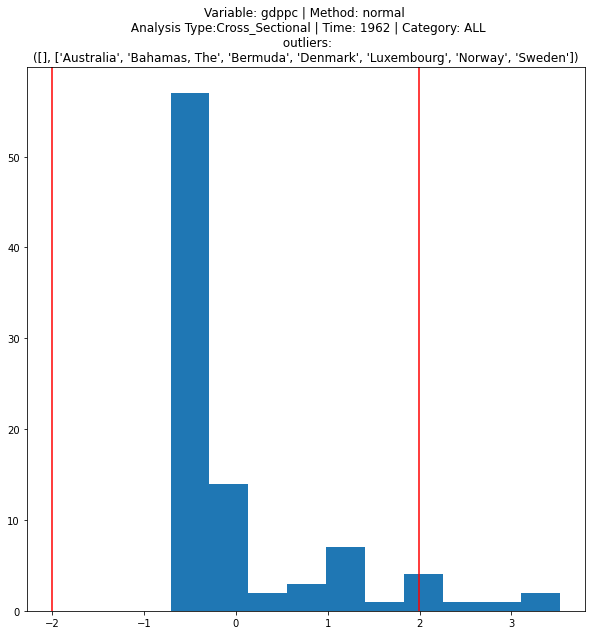 Variable: gdppc | Method: normal
Analysis Type:Cross_Sectional | Time: 1962 | Category: ALL
outliers:
([], ['Australia', 'Bahamas, The', 'Bermuda', 'Denmark', 'Luxembourg', 'Norway', 'Sweden'])
50
40
30
20
10
0
−2 −1 0 1 2 3